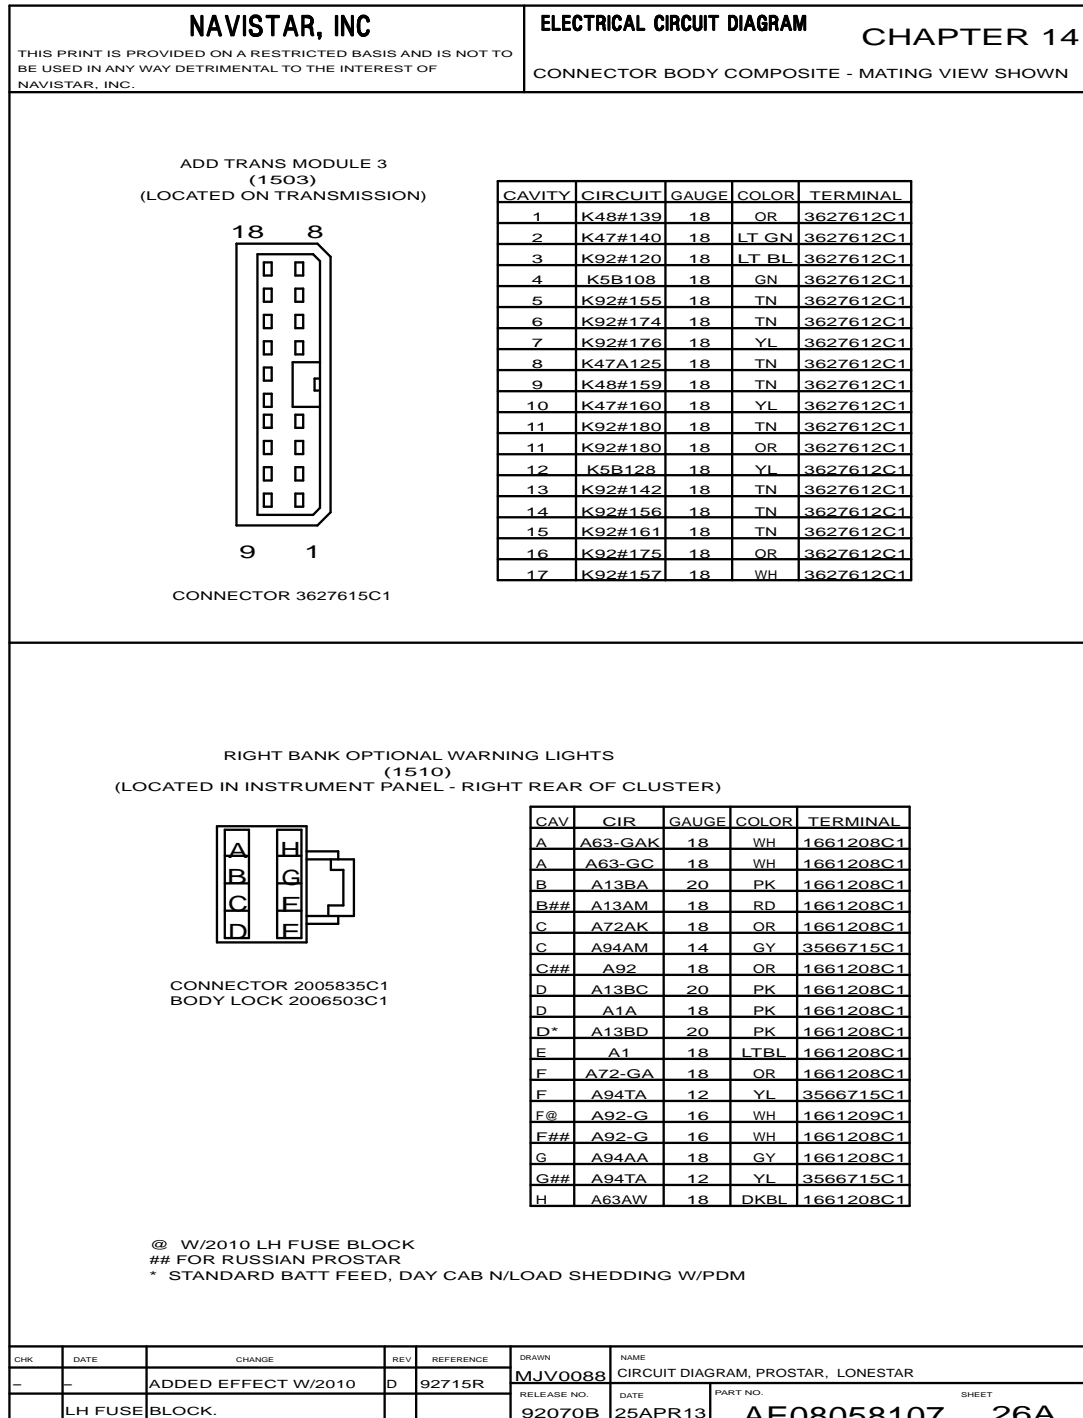 NAVISTAR, INC
THIS PRINT IS PROVIDED ON A RESTRICTED BASIS AND IS NOT TO
BE USED IN ANY WAY DETRIMENTAL TO THE INTEREST OF
NAVISTAR, INC.
ELECTRICAL CIRCUIT DIAGRAM
CHAPTER 14
CONNECTOR BODY COMPOSITE - MATING VIEW SHOWN
ADD TRANS MODULE 3
(1503)
(LOCATED ON TRANSMISSION)
18 8
9 1
CONNECTOR 3627615C1
CAVITY CIRCUIT GAUGE COLOR TERMINAL
1 K48#139 18 OR 3627612C1
2 K47#140 18 LT GN 3627612C1
3 K92#120 18 LT BL 3627612C1
4 K5B108 18 GN 3627612C1
5 K92#155 18 TN 3627612C1
6 K92#174 18 TN 3627612C1
7 K92#176 18 YL 3627612C1
8 K47A125 18 TN 3627612C1
9 K48#159 18 TN 3627612C1
10 K47#160 18 YL 3627612C1
11 K92#180 18 TN 3627612C1
11 K92#180 18 OR 3627612C1
12 K5B128 18 YL 3627612C1
13 K92#142 18 TN 3627612C1
14 K92#156 18 TN 3627612C1
15 K92#161 18 TN 3627612C1
16 K92#175 18 OR 3627612C1
17 K92#157 18 WH 3627612C1
RIGHT BANK OPTIONAL WARNING LIGHTS
(1510)
(LOCATED IN INSTRUMENT PANEL - RIGHT REAR OF CLUSTER)
A H
B G
C F
D E
CONNECTOR 2005835C1
BODY LOCK 2006503C1
CAV CIR GAUGE COLOR TERMINAL
A A63-GAK 18 WH 1661208C1
A A63-GC 18 WH 1661208C1
B A13BA 20 PK 1661208C1
B## A13AM 18 RD 1661208C1
C A72AK 18 OR 1661208C1
C A94AM 14 GY 3566715C1
C## A92 18 OR 1661208C1
D A13BC 20 PK 1661208C1
D A1A 18 PK 1661208C1
D* A13BD 20 PK 1661208C1
E A1 18 LTBL 1661208C1
F A72-GA 18 OR 1661208C1
F A94TA 12 YL 3566715C1
F@ A92-G 16 WH 1661209C1
F## A92-G 16 WH 1661208C1
G A94AA 18 GY 1661208C1
G## A94TA 12 YL 3566715C1
H A63AW 18 DKBL 1661208C1
@ W/2010 LH FUSE BLOCK
## FOR RUSSIAN PROSTAR
* STANDARD BATT FEED, DAY CAB N/LOAD SHEDDING W/PDM
CHK DATE CHANGE REV REFERENCE
– – ADDED EFFECT W/2010 D 92715R
LH FUSE BLOCK.
DRAWN
MJV0088
NAME
CIRCUIT DIAGRAM, PROSTAR, LONESTAR
RELEASE NO.
92070B
DATE
25APR13
PART NO.
AE08058107
SHEET
26A